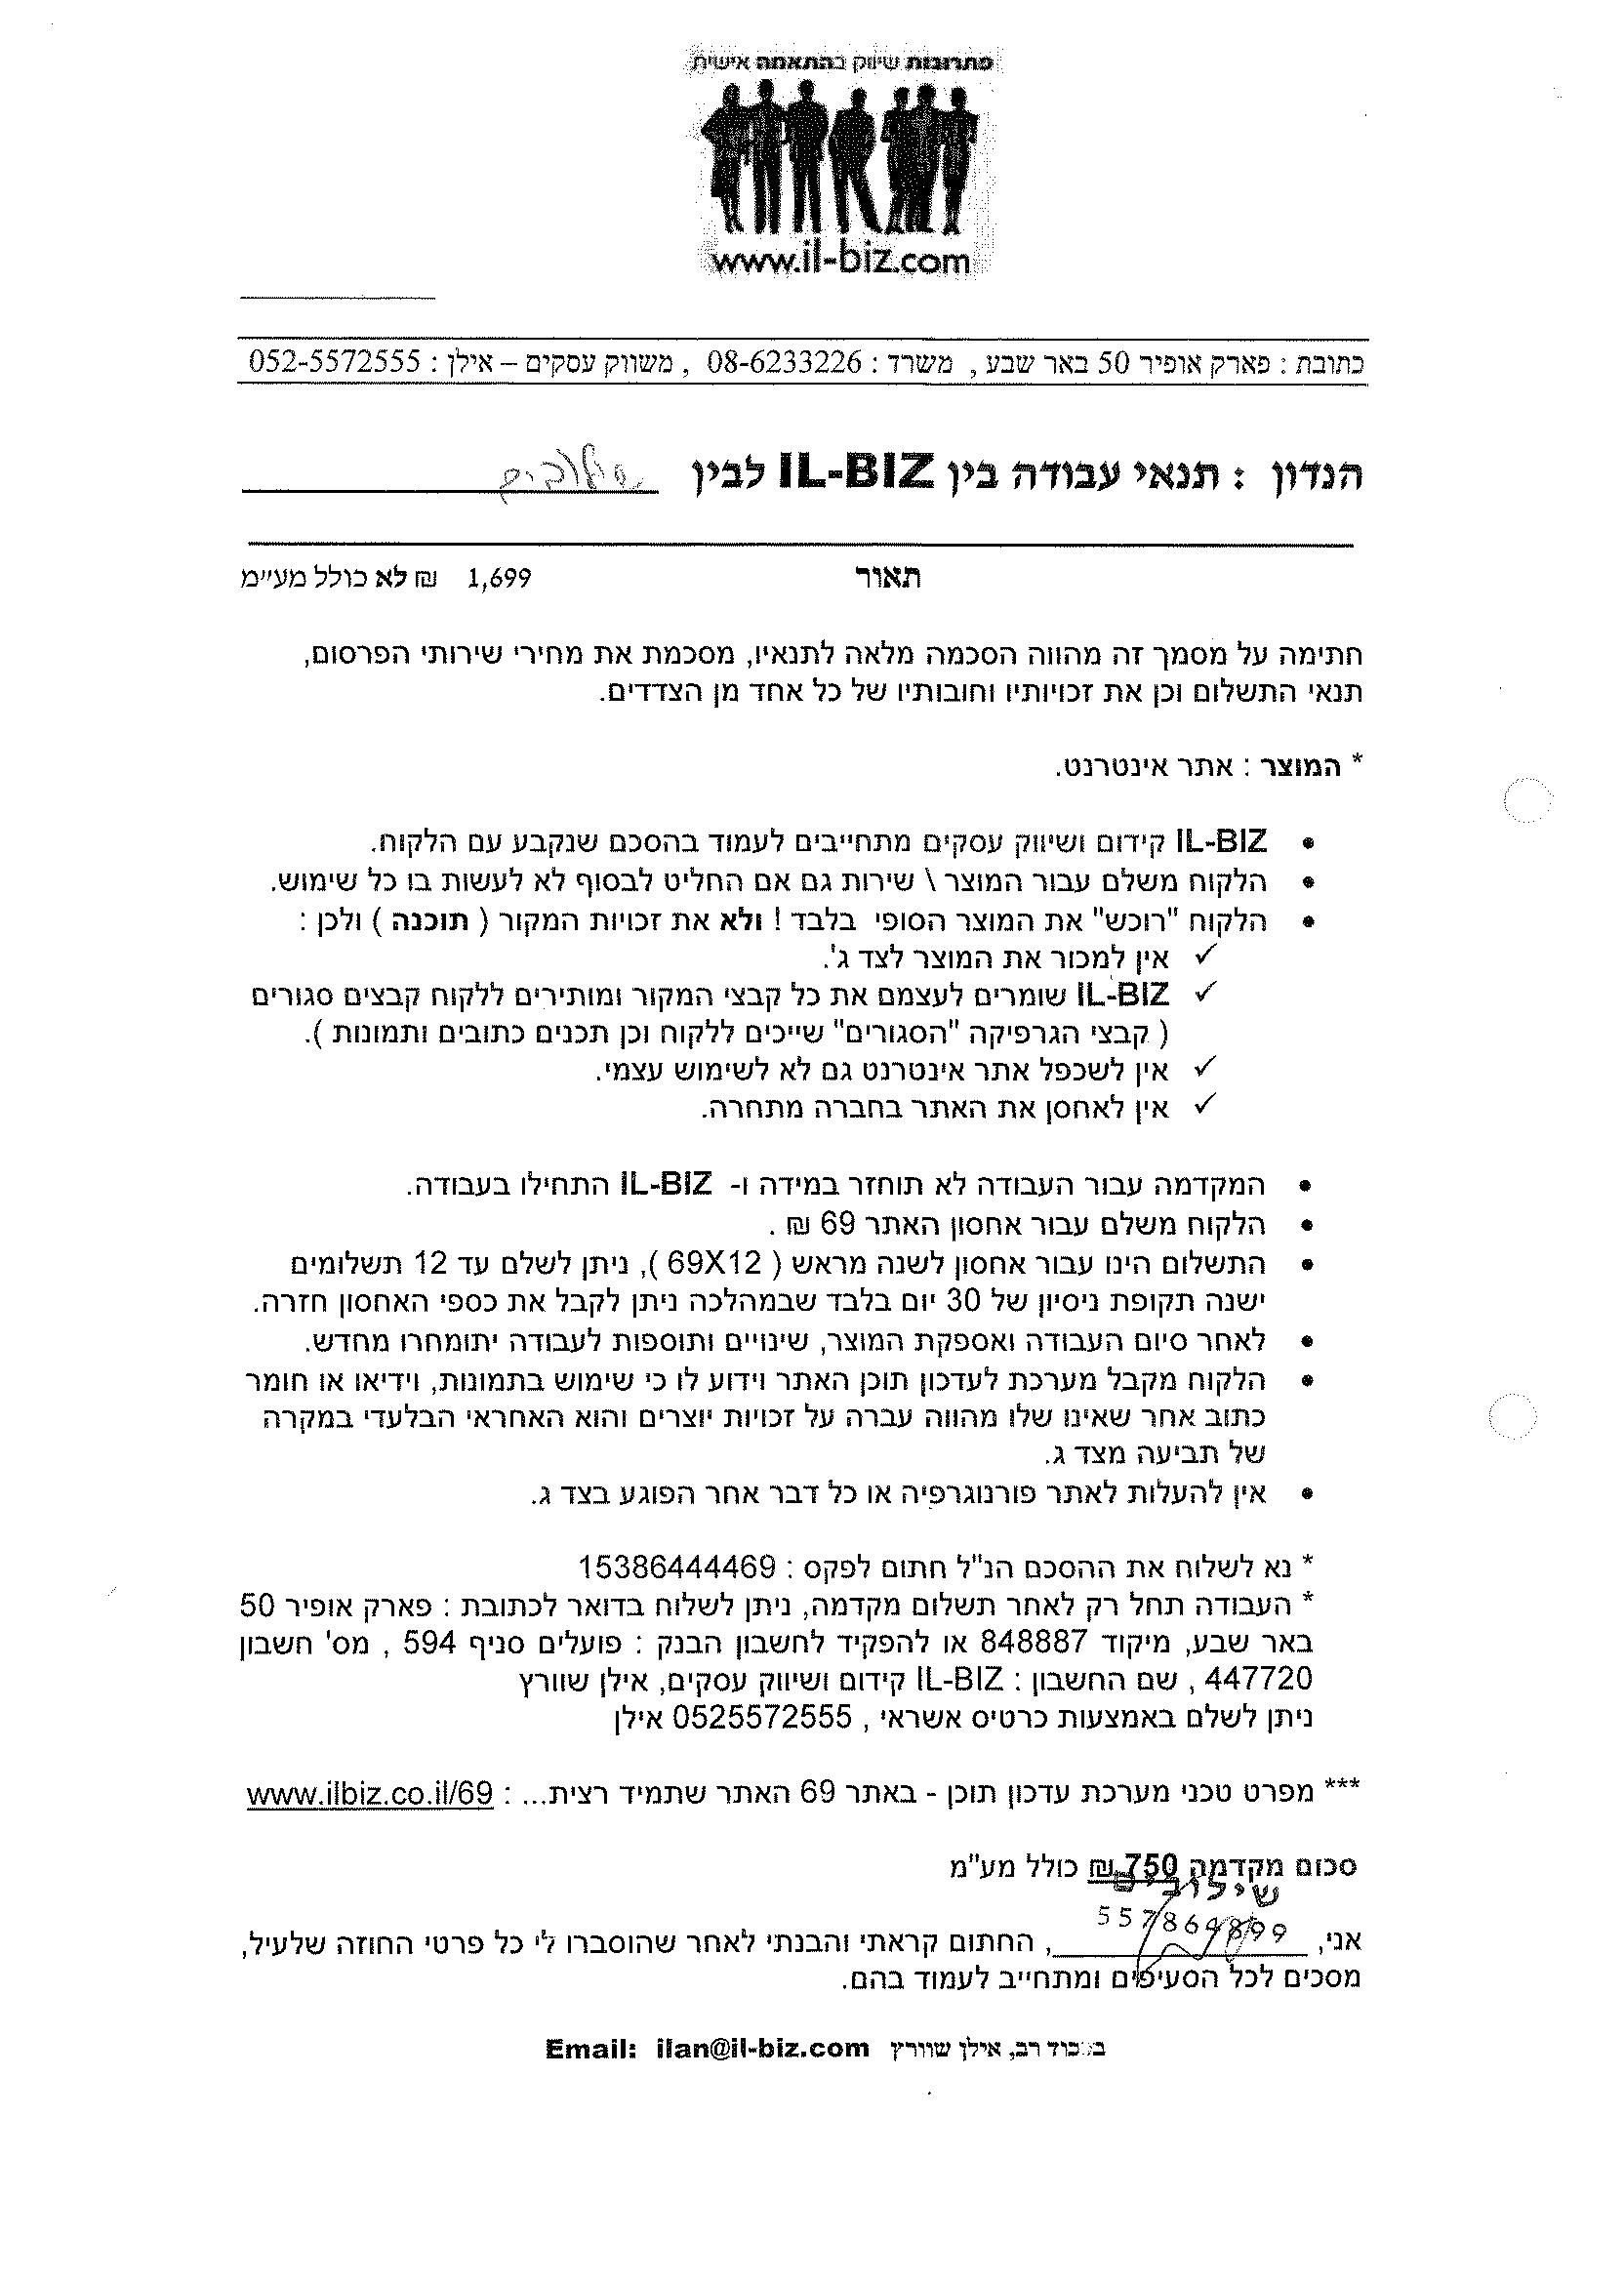 פתרונות שיווק בהתאמה אישית
www.il-biz.com
כתובת : פארק אופיר 50 באר שבע , משרד : 08-6233226 , משווק עסקים – אילן : 052-5572555
הנדון : תנאי עבודה בין IL-BIZ לבין שילובים
תאור 1,699 ₪ לא כולל מע״מ
חתימה על מסמך זה מהווה הסכמה מלאה לתנאיו, מסכמת את מחירי שירותי הפרסום,
תנאי התשלום וכן את זכויותיו וחובותיו של כל אחד מן הצדדים.
* המוצר : אתר אינטרנט.
• IL-BIZ קידום ושיווק עסקים מתחייבים לעמוד בהסכם שנקבע עם הלקוח.
• הלקוח משלם עבור המוצר \ שירות גם אם החליט לבסוף לא לעשות בו כל שימוש.
• הלקוח "רוכש" את המוצר הסופי בלבד ! ולא את זכויות המקור ( תוכנה ) ולכן :
✓ אין למכור את המוצר לצד ג'.
✓ IL-BIZ שומרים לעצמם את כל קבצי המקור ומותירים ללקוח קבצים סגורים
( קבצי הגרפיקה "הסגורים" שייכים ללקוח וכן תכנים כתובים ותמונות ).
✓ אין לשכפל אתר אינטרנט גם לא לשימוש עצמי.
✓ אין לאחסן את האתר בחברה מתחרה.
• המקדמה עבור העבודה לא תוחזר במידה ו- IL-BIZ התחילו בעבודה.
• הלקוח משלם עבור אחסון האתר 69 ₪ .
• התשלום הינו עבור אחסון לשנה מראש ( 69X12 ), ניתן לשלם עד 12 תשלומים
ישנה תקופת ניסיון של 30 יום בלבד שבמהלכה ניתן לקבל את כספי האחסון חזרה.
• לאחר סיום העבודה ואספקת המוצר, שינויים ותוספות לעבודה יתומחרו מחדש.
• הלקוח מקבל מערכת לעדכון תוכן האתר וידוע לו כי שימוש בתמונות, וידיאו או חומר
כתוב אחר שאינו שלו מהווה עברה על זכויות יוצרים והוא האחראי הבלעדי במקרה
של תביעה מצד ג.
• אין להעלות לאתר פורנוגרפיה או כל דבר אחר הפוגע בצד ג.
* נא לשלוח את ההסכם הנ"ל חתום לפקס : 15386444469
* העבודה תחל רק לאחר תשלום מקדמה, ניתן לשלוח בדואר לכתובת : פארק אופיר 50
באר שבע, מיקוד 848887 או להפקיד לחשבון הבנק : פועלים סניף 594 , מס' חשבון
447720 , שם החשבון : IL-BIZ קידום ושיווק עסקים, אילן שוורץ
ניתן לשלם באמצעות כרטיס אשראי , 0525572555 אילן
*** מפרט טכני מערכת עדכון תוכן - באתר 69 האתר שתמיד רצית... : www.ilbiz.co.il/69
סכום מקדמה 750 ₪ כולל מע"מ
שילובים
557864899
אני, , החתום קראתי והבנתי לאחר שהוסברו לי כל פרטי החוזה שלעיל,
מסכים לכל הסעיפים ומתחייב לעמוד בהם.
בכבוד רב, אילן שוורץ Email: ilan@il-biz.com